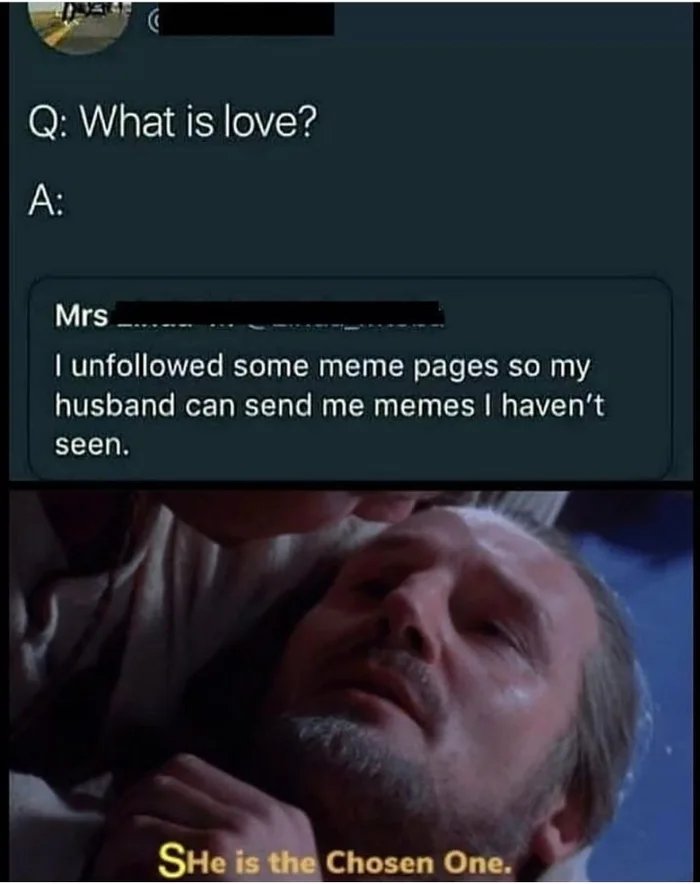 Q: What is love?
A:
Mrs
I unfollowed some meme pages so my
husband can send me memes I haven't
seen.
SHe is the Chosen One.